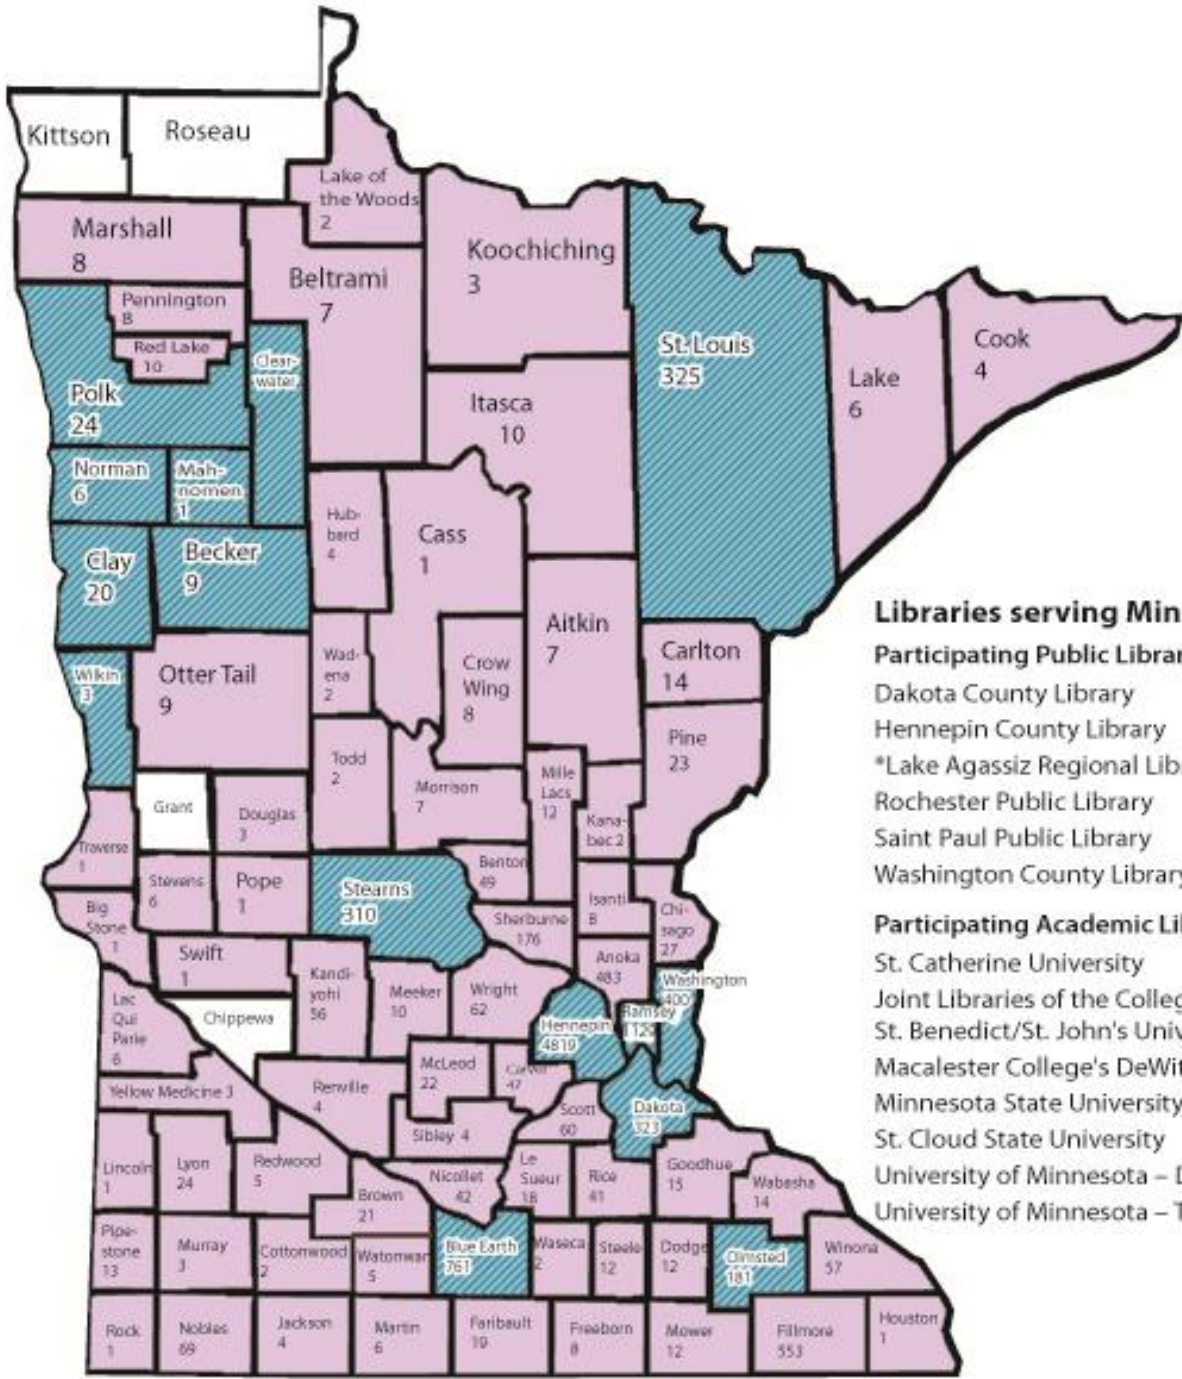 Kittson
Roseau
Lake of
the Woods
2
Marshall
8
Koochiching
3
Beltrami
7
Pennington
8
Red Lake
10
Clear-
water
St. Louis
325
Cook
4
Lake
6
Polk
24
Itasca
10
Norman
6
Mah-
nomen
1
Hub-
bard
4
Cass
1
Clay
20
Becker
9
Aitkin
7
Wad-
ena
2
Crow
Wing
8
Carlton
14
Wilkin
3
Otter Tail
9
Todd
2
Morrison
7
Mille
Lacs
12
Pine
23
Grant
Douglas
3
Kana-
bec 2
Traverse
1
Stevens
6
Pope
1
Stearns
310
Benton
49
Isanti
8
Chi-
sago
27
Big
Stone
1
Swift
1
Sherburne
176
Anoka
483
Kandi-
yohi
56
Meeker
10
Wright
62
Washington
400
Lac
Qui
Parle
6
Chippewa
Hennepin
4819
Ramsey
McLeod
22
47
Yellow Medicine 3
Renville
4
Scott
60
Dakota
323
Sibley 4
Lincoln
1
Lyon
24
Redwood
5
Nicollet
42
Le
Sueur
18
Rice
41
Goodhue
15
Wabasha
14
Brown
21
Pipe-
stone
13
Murray
3
Cottonwood
2
Watonwan
5
Blue Earth
761
Waseca
2
Steele
12
Dodge
12
Olmsted
181
Winona
57
Rock
1
Nobles
69
Jackson
4
Martin
6
Faribault
19
Freeborn
8
Mower
12
Fillmore
553
Houston
1
Libraries serving Min
Participating Public Librar
Dakota County Library
Hennepin County Library
*Lake Agassiz Regional Lib
Rochester Public Library
Saint Paul Public Library
Washington County Library
Participating Academic Lil
St. Catherine University
Joint Libraries of the Colleg
St. Benedict/St. John's Univ
Macalester College's DeWit
Minnesota State University
St. Cloud State University
University of Minnesota – D
University of Minnesota – T